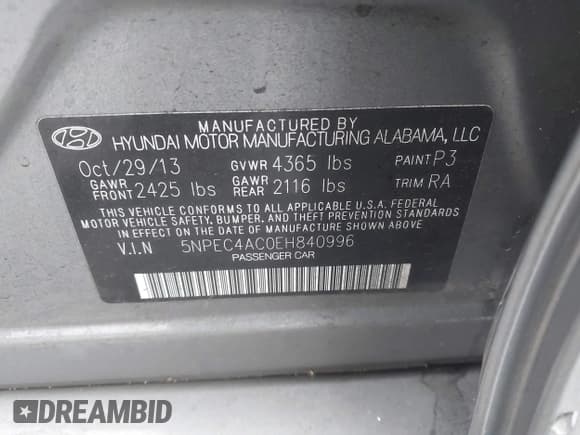 MANUFACTURED BY
HYUNDAI MOTOR MANUFACTURING ALABAMA, LLC
Oct/29/13 GVWR 4365 lbs PAINT P3
GAWR FRONT 2425 lbs GAWR REAR 2116 lbs TRIM RA
THIS VEHICLE CONFORMS TO ALL APPLICABLE U.S.A. FEDERAL
MOTOR VEHICLE SAFETY, BUMPER, AND THEFT PREVENTION STANDARDS
IN EFFECT ON THE DATE OF MANUFACTURE SHOWN ABOVE.
V.I.N 5NPEC4AC0EH840996
PASSENGER CAR
DREAMBID